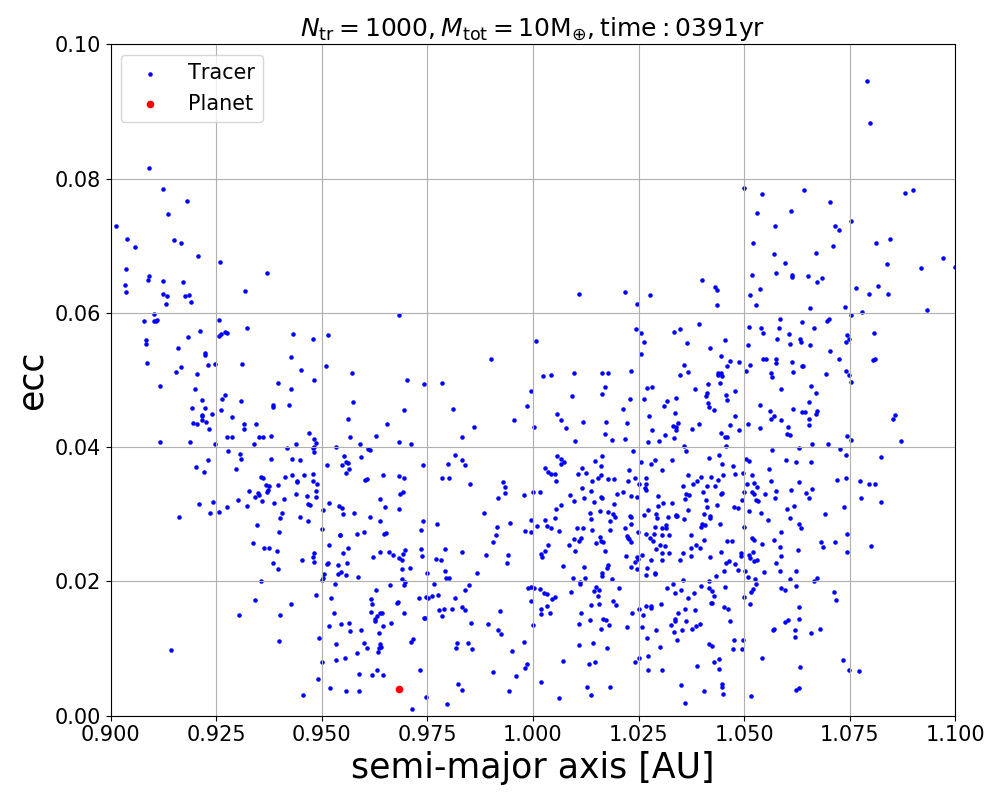 N_tr = 1000, M_tot = 10M_⊕, time : 0391yr
Tracer
Planet
0.10
0.08
0.06
0.04
0.02
0.00
ecc
0.900 0.925 0.950 0.975 1.000 1.025 1.050 1.075 1.100
semi-major axis [AU]